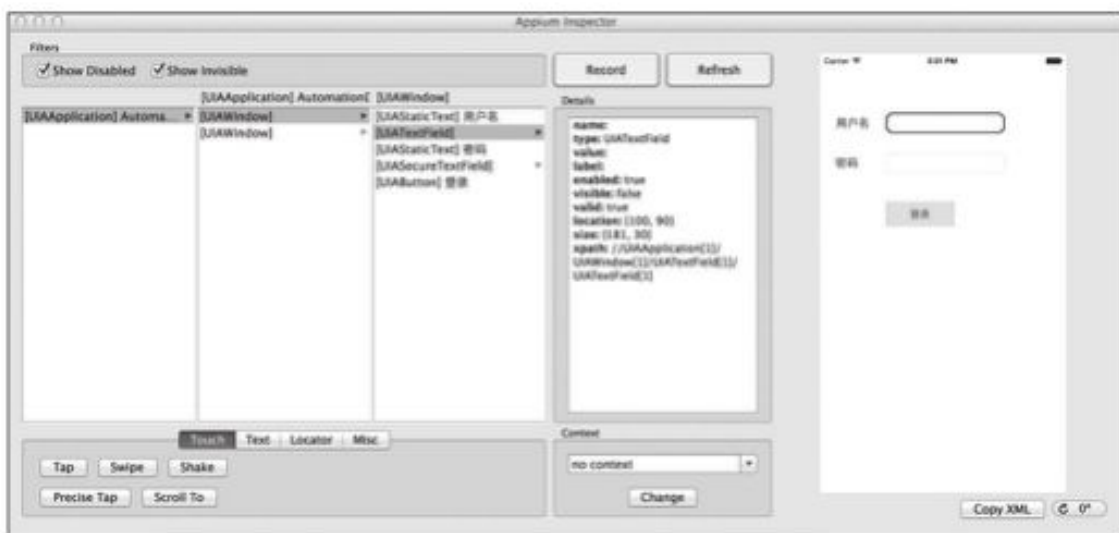 Appium Inspector
Filters
Show Disabled
Show Invisible
Record
Refresh
[UIAApplication] Automa...
[UIAApplication] Automation[
[UIAWindow]
[UIAWindow]
[UIAWindow]
[UIAStaticText] 用户名
[UIATextField]
[UIAStaticText] 密码
[UIASecureTextField]
[UIAButton] 登录
Details
name:
type: UIATextField
value:
label:
enabled: true
visible: false
valid: true
location: {100, 90}
size: {181, 30}
xpath: //UIAApplication[1]/
UIAWindow[1]/UIATextField[1]/
UIATextField[1]
Touch
Text
Locator
Misc
Tap
Swipe
Shake
Precise Tap
Scroll To
Context
no context
Change
Carrier
PM
用户名
密码
登录
Copy XML
0°